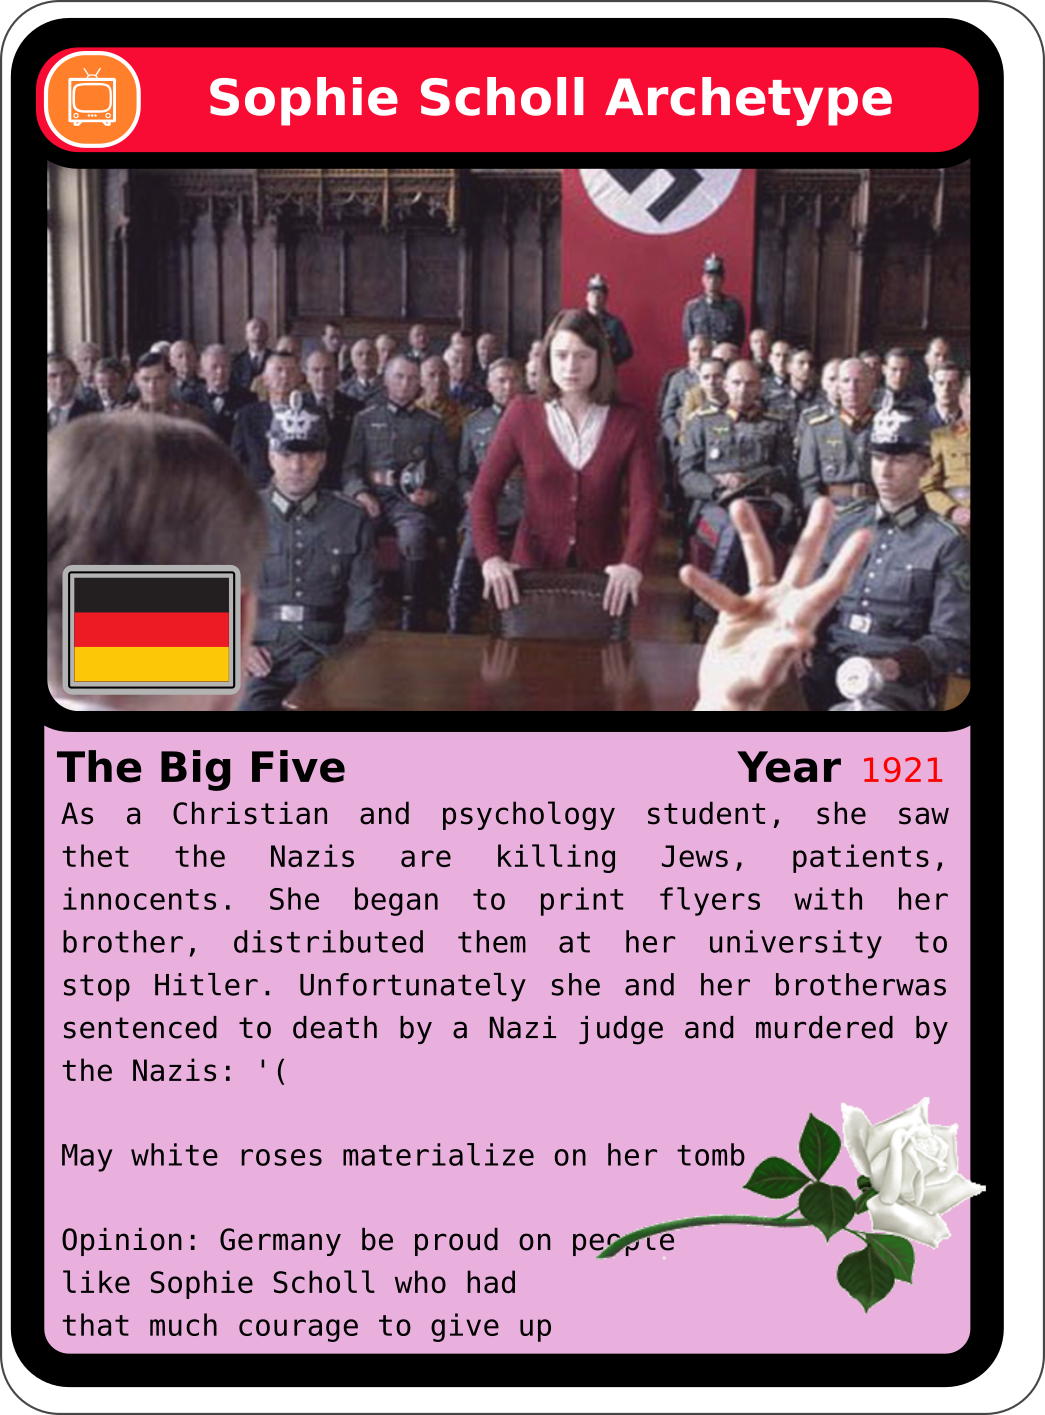 Sophie Scholl Archetype
The Big Five Year 1921
As a Christian and psychology student, she saw
thet the Nazis are killing Jews, patients,
innocents. She began to print flyers with her
brother, distributed them at her university to
stop Hitler. Unfortunately she and her brotherwas
sentenced to death by a Nazi judge and murdered by
the Nazis: '(
May white roses materialize on her tomb
Opinion: Germany be proud on people
like Sophie Scholl who had
that much courage to give up